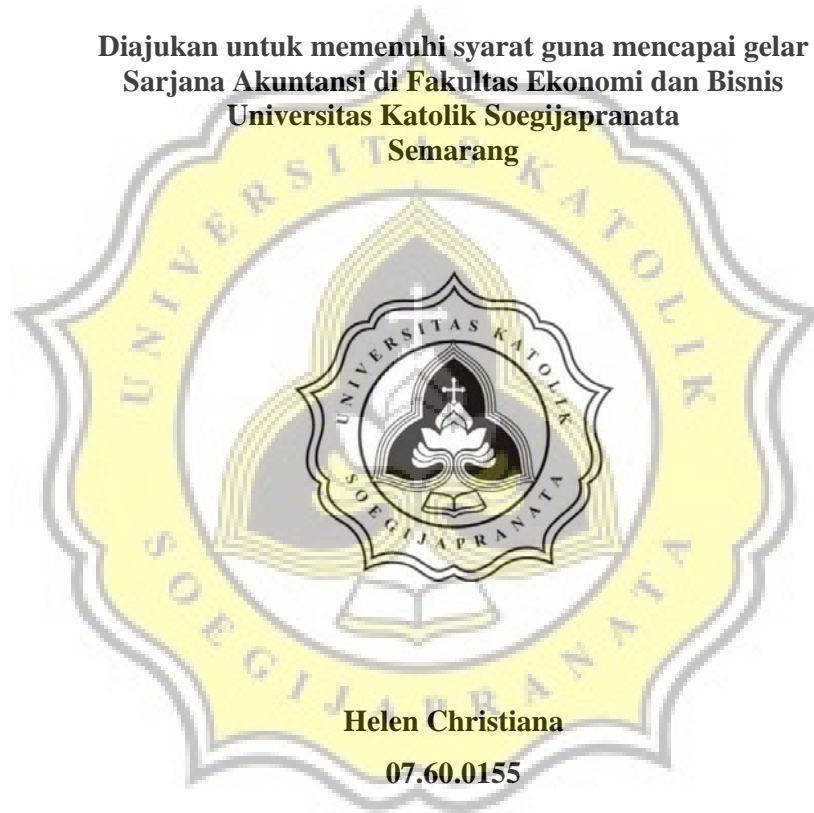 Diajukan untuk memenuhi syarat guna mencapai gelar
Sarjana Akuntansi di Fakultas Ekonomi dan Bisnis
Universitas Katolik Soegijapranata
Semarang
UNIVERSITAS KATOLIK
SOEGIJAPRANATA
UNIVERSITAS KATOLIK
SOEGIJAPRANATA
Helen Christiana
07.60.0155